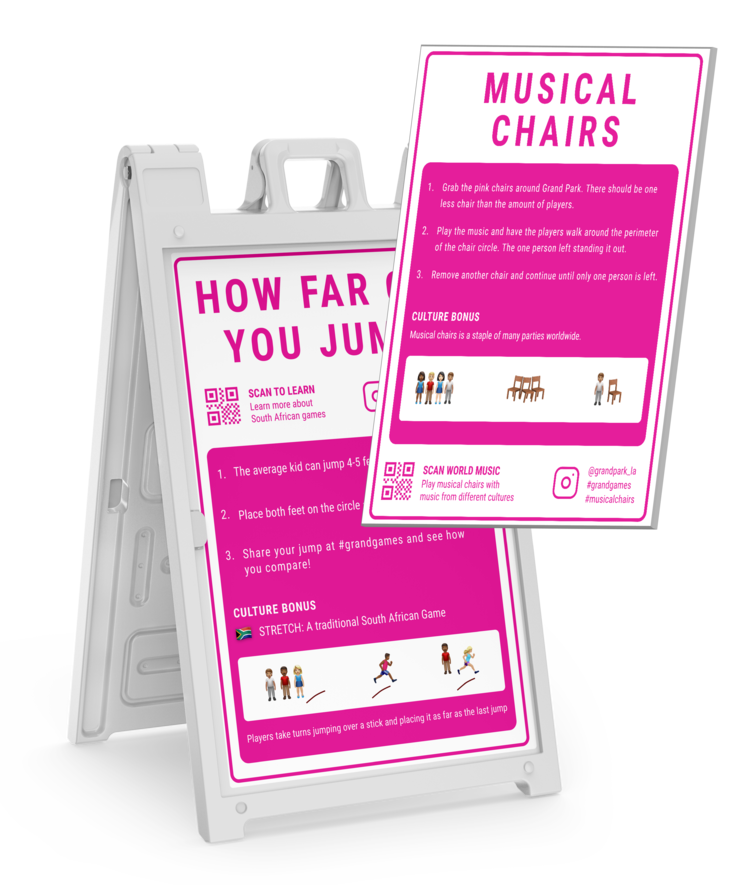 MUSICAL
CHAIRS
1. Grab the pink chairs around Grand Park. There should be one
less chair than the amount of players.
2. Play the music and have the players walk around the perimeter
of the chair circle. The one person left standing it out.
3. Remove another chair and continue until only one person is left.
CULTURE BONUS
Musical chairs is a staple of many parties worldwide.
SCAN WORLD MUSIC
Play musical chairs with
music from different cultures
@grandpark_la
#grandgames
#musicalchairs
HOW FAR
YOU JUM
SCAN TO LEARN
Learn more about
South African games
1. The average kid can jump 4-5 fe
2. Place both feet on the circle
3. Share your jump at #grandgames and see how
you compare!
CULTURE BONUS
STRETCH: A traditional South African Game
Players take turns jumping over a stick and placing it as far as the last jump